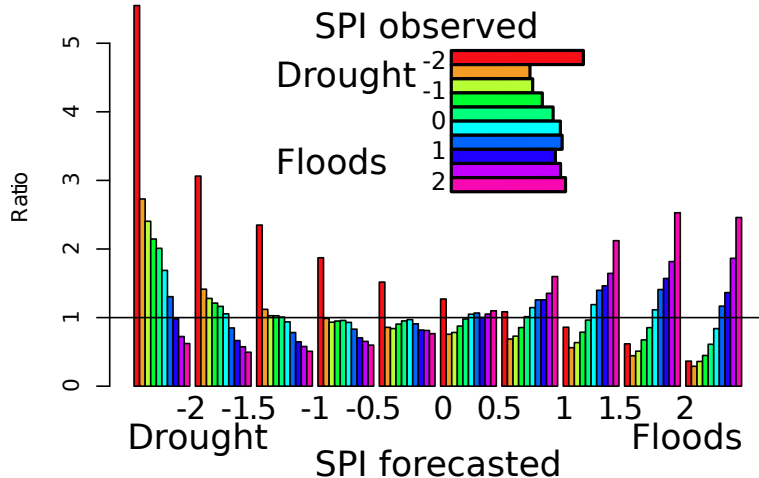 SPI observed
Drought
-2
-1
0
Floods
1
2
Ratio
5
4
3
2
1
0
-2 -1.5 -1 -0.5 0 0.5 1 1.5 2
Drought Floods
SPI forecasted